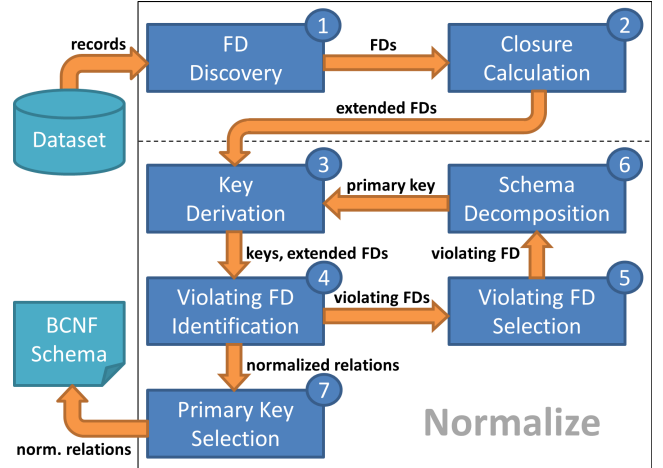 1
2
records
FD
Discovery
FDs
Closure
Calculation
Dataset
extended FDs
3
6
Key
Derivation
primary key
Schema
Decomposition
keys, extended FDs
violating FD
4
5
Violating FD
Identification
violating FDs
Violating FD
Selection
BCNF
Schema
normalized relations
7
Primary Key
Selection
norm. relations
Normalize